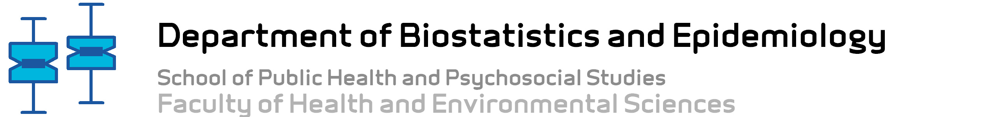 Department of Biostatistics and Epidemiology
School of Public Health and Psychosocial Studies
Faculty of Health and Environmental Sciences